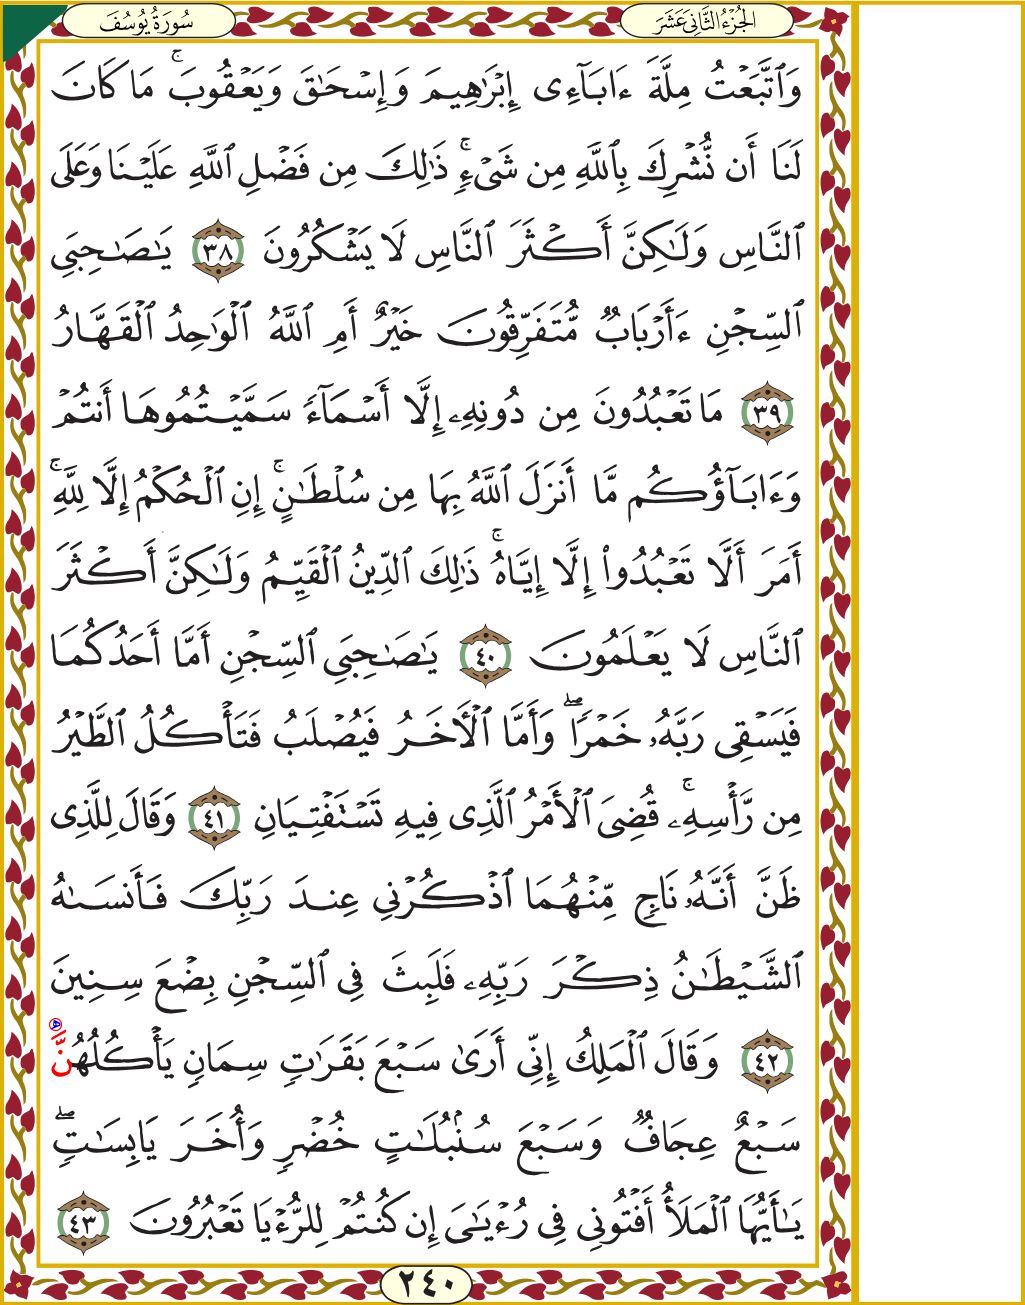 الجُزْءُ الثَّانِي عَشَرَ
سُورَةُ يُوسُفَ
وَٱتَّبَعْتُ مِلَّةَ ءَابَآءِىٓ إِبْرَٰهِيمَ وَإِسْحَٰقَ وَيَعْقُوبَ ۚ مَا كَانَ
لَنَآ أَن نُّشْرِكَ بِٱللَّهِ مِن شَىْءٍ ۚ ذَٰلِكَ مِن فَضْلِ ٱللَّهِ عَلَيْنَا وَعَلَى
ٱلنَّاسِ وَلَٰكِنَّ أَكْثَرَ ٱلنَّاسِ لَا يَشْكُرُونَ ٣٨ يَٰصَٰحِبَىِ
ٱلسِّجْنِ ءَأَرْبَابٌ مُّتَفَرِّقُونَ خَيْرٌ أَمِ ٱللَّهُ ٱلْوَٰحِدُ ٱلْقَهَّارُ
٣٩ مَا تَعْبُدُونَ مِن دُونِهِۦٓ إِلَّآ أَسْمَآءً سَمَّيْتُمُوهَآ أَنتُمْ
وَءَابَآؤُكُم مَّآ أَنزَلَ ٱللَّهُ بِهَا مِن سُلْطَٰنٍ ۚ إِنِ ٱلْحُكْمُ إِلَّا لِلَّهِ ۚ
أَمَرَ أَلَّا تَعْبُدُوٓا۟ إِلَّآ إِيَّاهُ ۚ ذَٰلِكَ ٱلدِّينُ ٱلْقَيِّمُ وَلَٰكِنَّ أَكْثَرَ
ٱلنَّاسِ لَا يَعْلَمُونَ ٤٠ يَٰصَٰحِبَىِ ٱلسِّجْنِ أَمَّآ أَحَدُكُمَا
فَيَسْقِى رَبَّهُۥ خَمْرًا ۖ وَأَمَّا ٱلْءَاخَرُ فَيُصْلَبُ فَتَأْكُلُ ٱلطَّيْرُ
مِن رَّأْسِهِۦ ۚ قُضِىَ ٱلْأَمْرُ ٱلَّذِى فِيهِ تَسْتَفْتِيَانِ ٤١ وَقَالَ لِلَّذِى
ظَنَّ أَنَّهُۥ نَاجٍ مِّنْهُمَا ٱذْكُرْنِى عِندَ رَبِّكَ فَأَنسَىٰهُ
ٱلشَّيْطَٰنُ ذِكْرَ رَبِّهِۦ فَلَبِثَ فِى ٱلسِّجْنِ بِضْعَ سِنِينَ
٤٢ وَقَالَ ٱلْمَلِكُ إِنِّىٓ أَرَىٰ سَبْعَ بَقَرَٰتٍ سِمَانٍ يَأْكُلُهُنَّ
سَبْعٌ عِجَافٌ وَسَبْعَ سُنۢبُلَٰتٍ خُضْرٍ وَأُخَرَ يَابِسَٰتٍ ۖ
يَٰٓأَيُّهَا ٱلْمَلَأُ أَفْتُونِى فِى رُءْيَٰىَ إِن كُنتُمْ لِلرُّءْيَا تَعْبُرُونَ ٤٣
٢٤٠